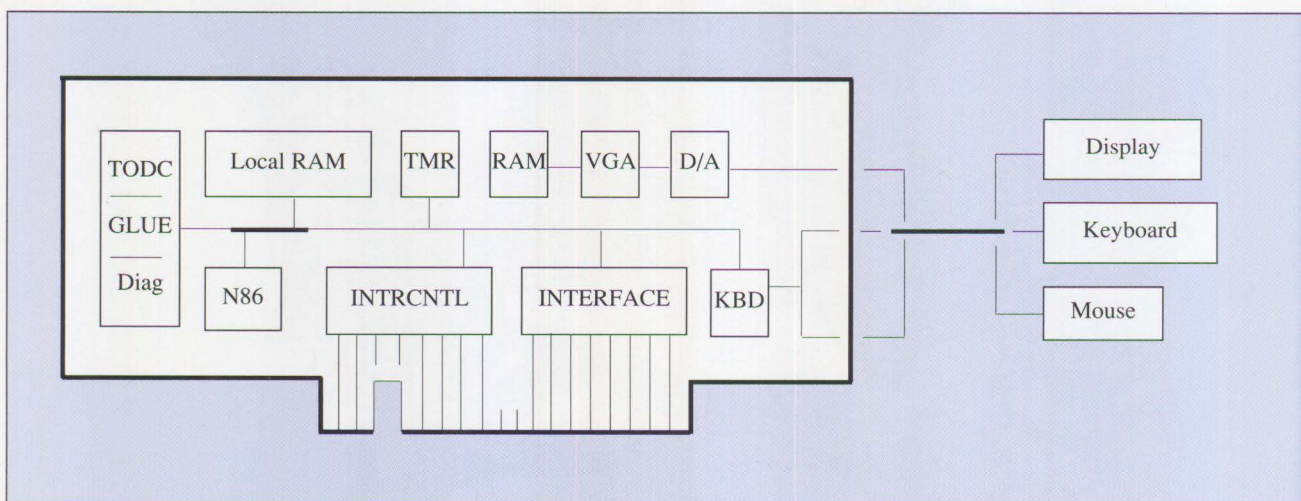 TODC
GLUE
Diag
Local RAM
TMR
RAM
VGA
D/A
N86
INTRCNTL
INTERFACE
KBD
Display
Keyboard
Mouse